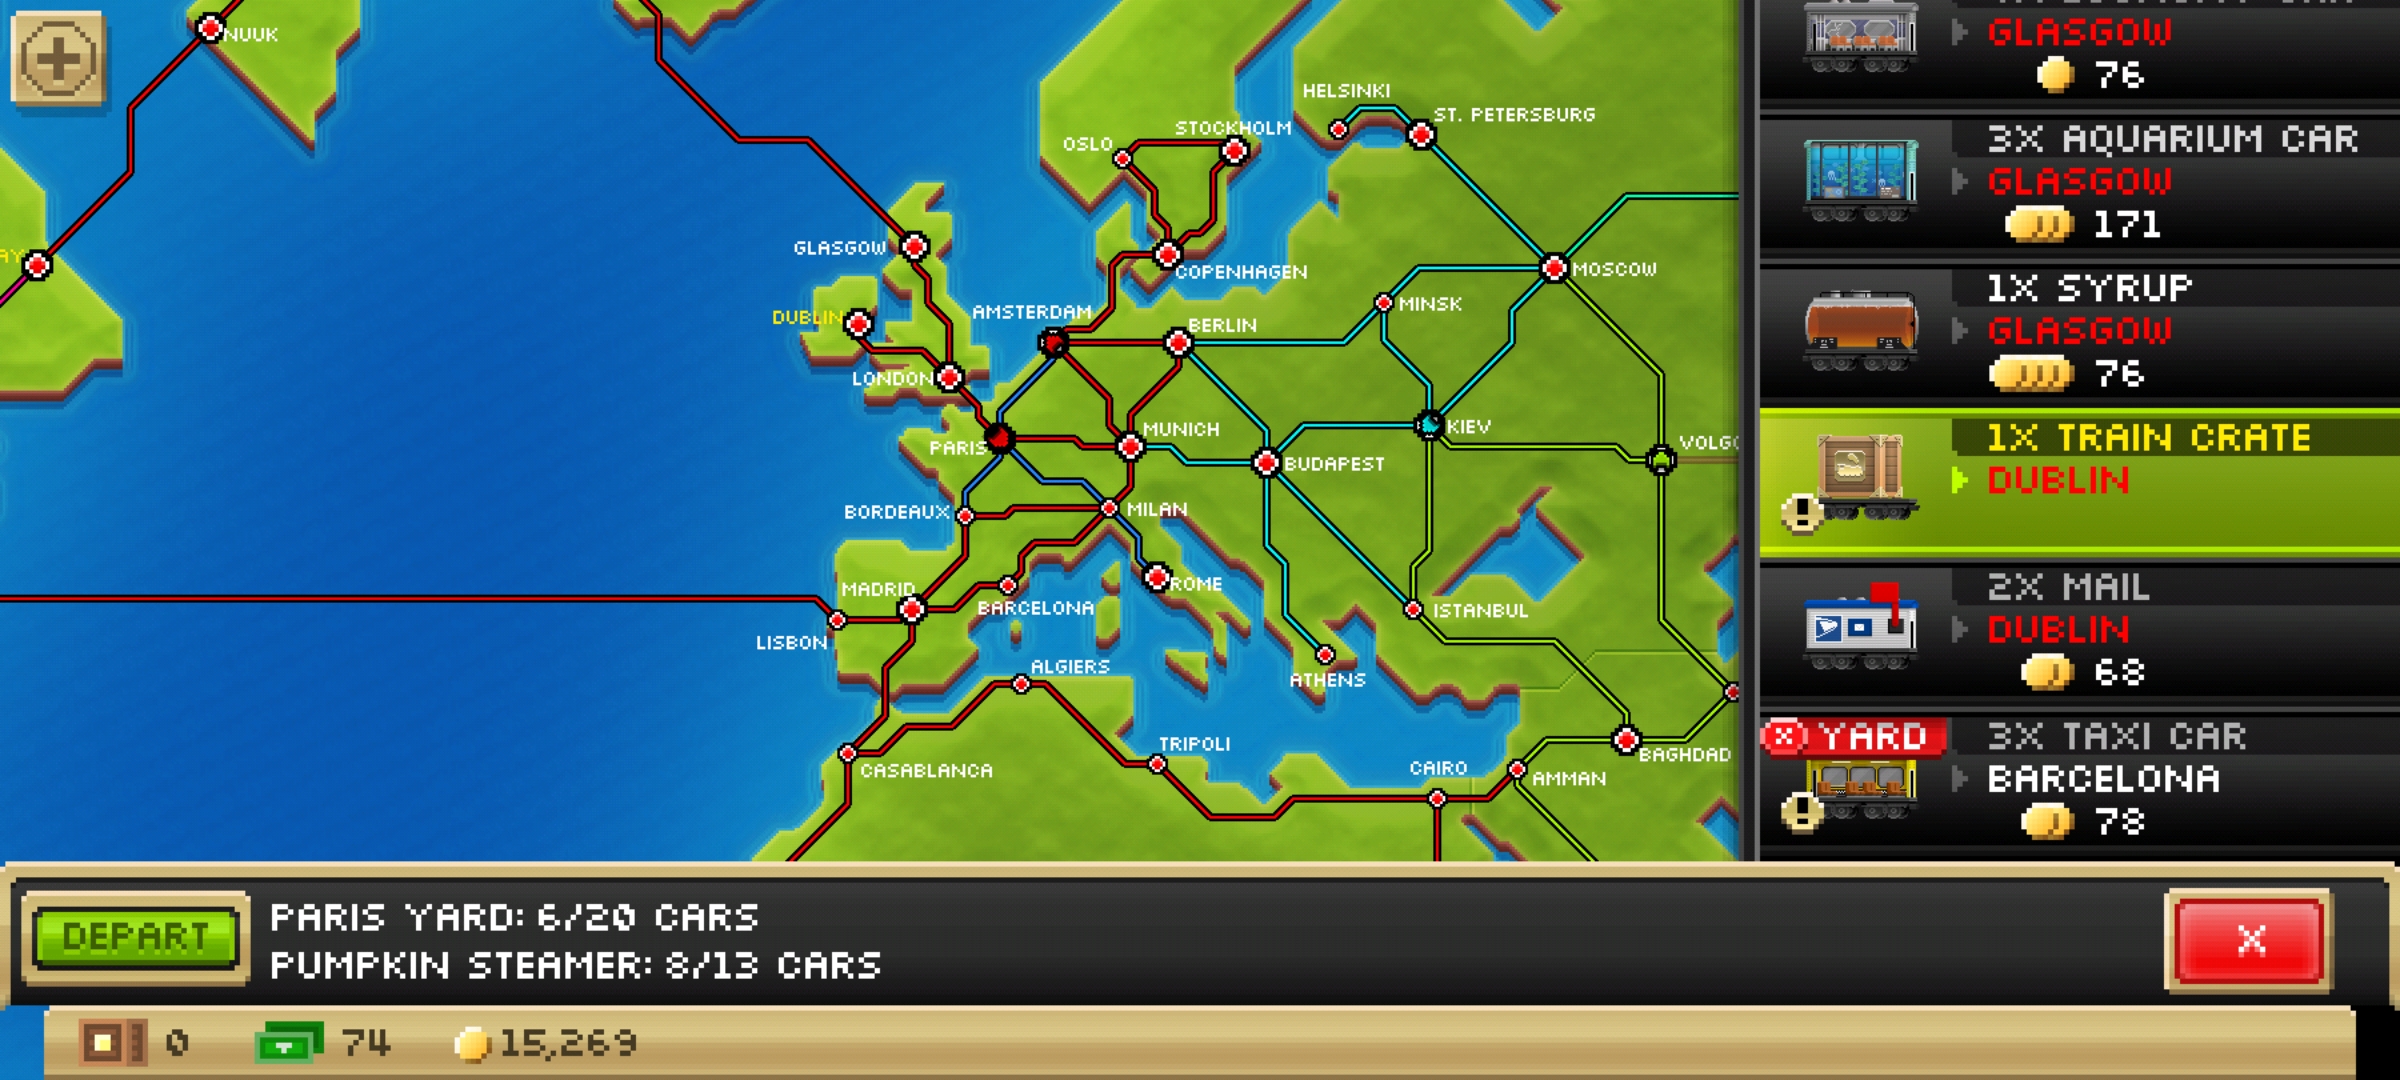 NUUK
HELSINKI
ST. PETERSBURG
STOCKHOLM
OSLO
GLASGOW
COPENHAGEN
MOSCOW
MINSK
AMSTERDAM
DUBLIN
BERLIN
LONDON
KIEV
MUNICH
PARIS
BUDAPEST
BORDEAUX
MILAN
MADRID
ROME
BARCELONA
ISTANBUL
LISBON
ALGIERS
ATHENS
TRIPOLI
BAGHDAD
CASABLANCA
CAIRO
AMMAN
GLASGOW
76
3X AQUARIUM CAR
GLASGOW
171
1X SYRUP
GLASGOW
76
1X TRAIN CRATE
DUBLIN
2X MAIL
DUBLIN
68
YARD
3X TAXI CAR
BARCELONA
78
DEPART
PARIS YARD: 6/20 CARS
PUMPKIN STEAMER: 8/13 CARS
X
0
74
15,269